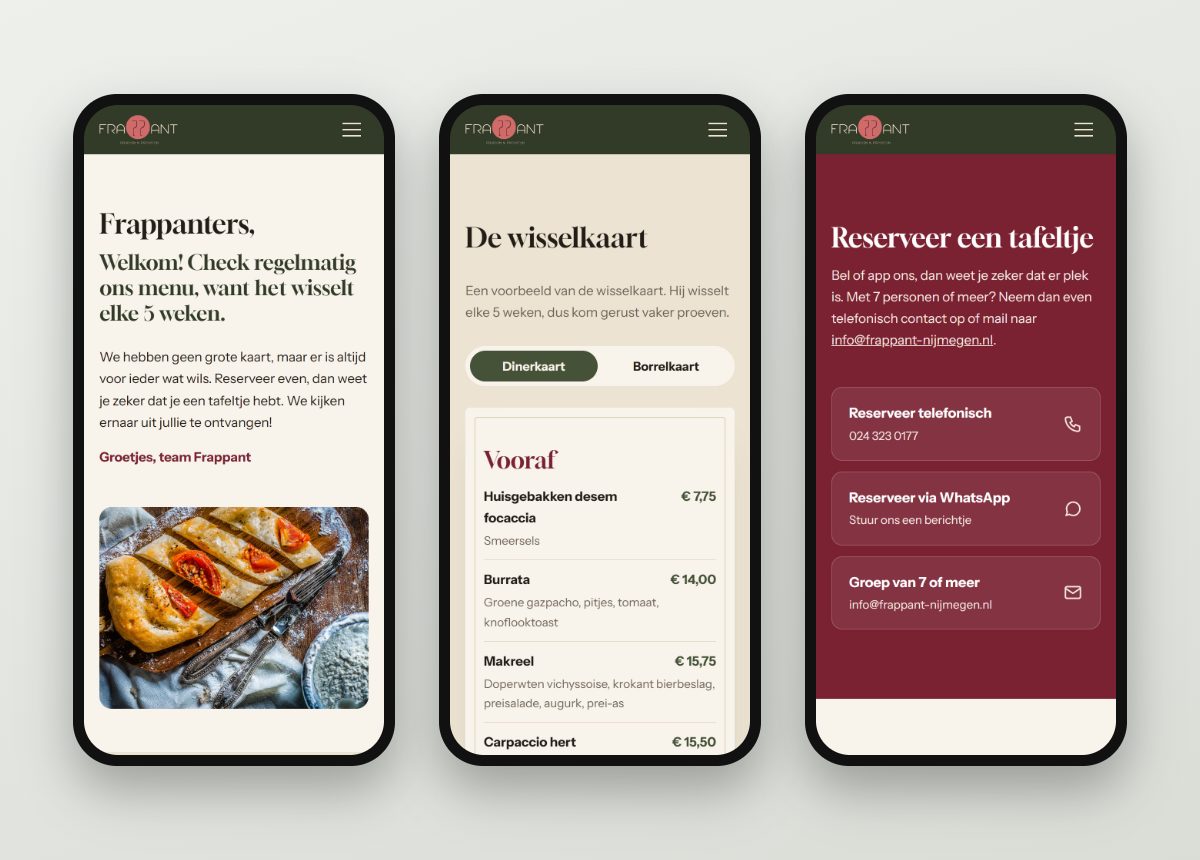 FRAPPANT
Frappanters,
Welkom! Check regelmatig
ons menu, want het wisselt
elke 5 weken.
We hebben geen grote kaart, maar er is altijd
voor ieder wat wils. Reserveer even, dan weet
je zeker dat je een tafeltje hebt. We kijken
ernaar uit jullie te ontvangen!
Groetjes, team Frappant
FRAPPANT
De wisselkaart
Een voorbeeld van de wisselkaart. Hij wisselt
elke 5 weken, dus kom gerust vaker proeven.
Dinerkaart Borrelkaart
Vooraf
Huisgebakken desem € 7,75
focaccia
Smeersels
Burrata € 14,00
Groene gazpacho, pitjes, tomaat,
knoflooktoast
Makreel € 15,75
Doperwten vichyssoise, krokant bierbeslag,
preisalade, augurk, prei-as
Carpaccio hert € 15,50
FRAPPANT
Reserveer een tafeltje
Bel of app ons, dan weet je zeker dat er plek
is. Met 7 personen of meer? Neem dan even
telefonisch contact op of mail naar
info@frappant-nijmegen.nl.
Reserveer telefonisch
024 323 0177
Reserveer via WhatsApp
Stuur ons een berichtje
Groep van 7 of meer
info@frappant-nijmegen.nl